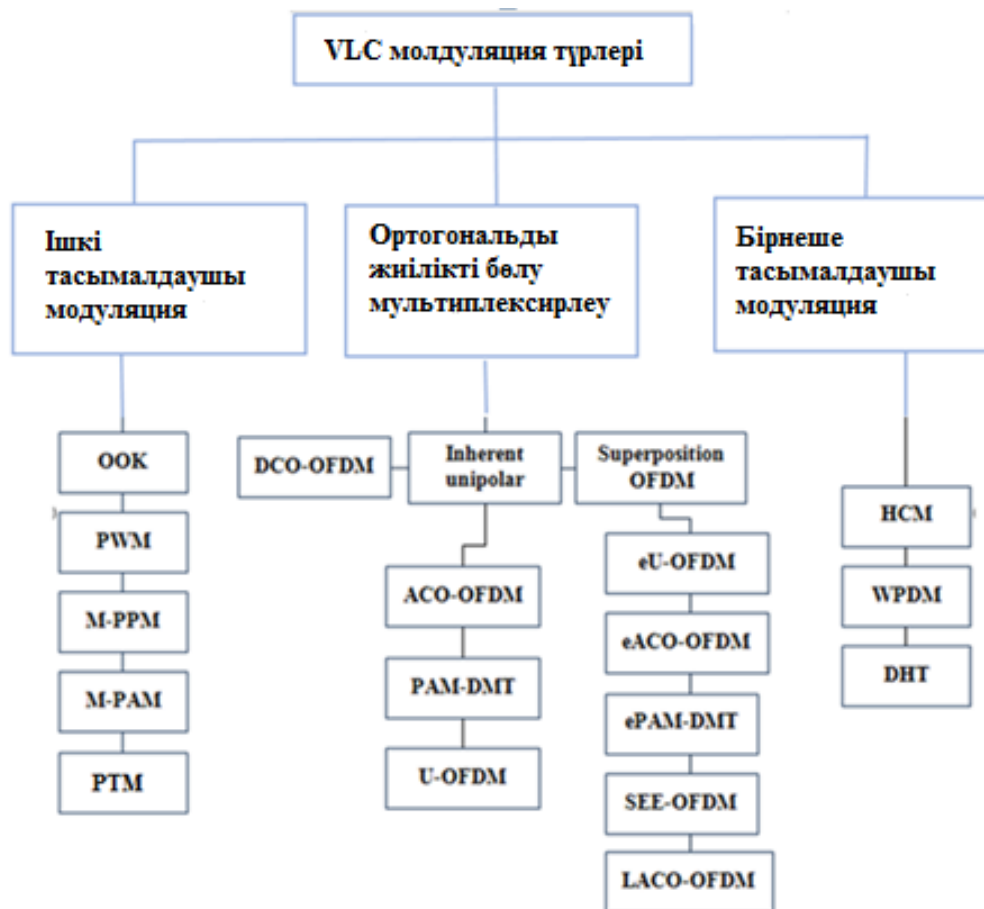 VLC молдуляция түрлері
Ішкі
тасымалдаушы
модуляция
Ортогональды
жиілікті бөлу
мультиплексирлеу
Бірнеше
тасымалдаушы
модуляция
OOK
PWM
M-PPM
M-PAM
PTM
DCO-OFDM
Inherent
unipolar
ACO-OFDM
PAM-DMT
U-OFDM
Superposition
OFDM
eU-OFDM
eACO-OFDM
ePAM-DMT
SEE-OFDM
LACO-OFDM
HCM
WPDM
DHT